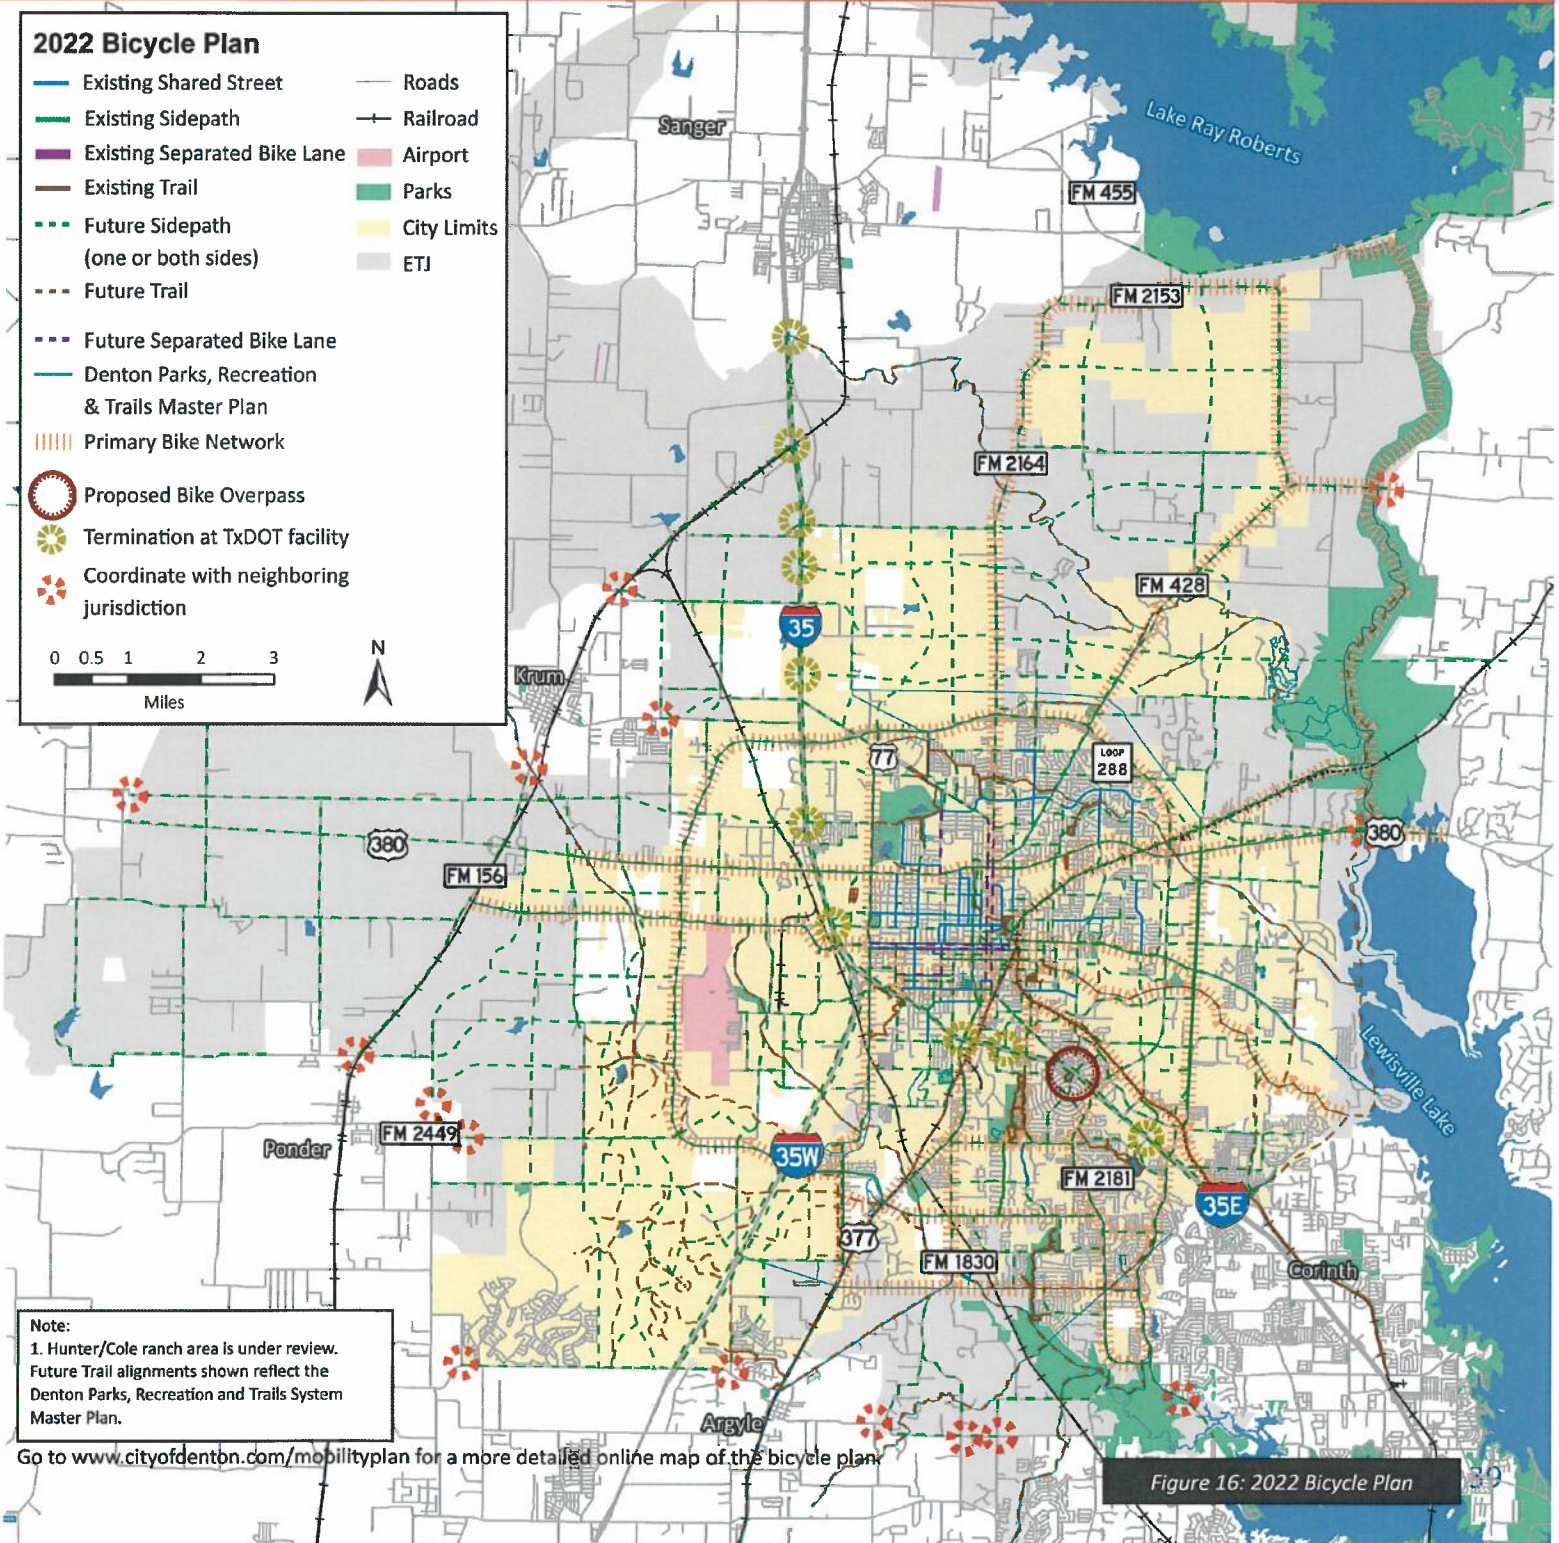 2022 Bicycle Plan
Existing Shared Street
Existing Sidepath
Existing Separated Bike Lane
Existing Trail
Future Sidepath
(one or both sides)
Future Trail
Future Separated Bike Lane
Denton Parks, Recreation
& Trails Master Plan
Primary Bike Network
Proposed Bike Overpass
Termination at TxDOT facility
Coordinate with neighboring
jurisdiction
Roads
Railroad
Airport
Parks
City Limits
ETJ
0 0.5 1 2 3
Miles
N
Sanger
Lake Ray Roberts
FM 455
FM 2153
FM 2164
FM 428
35
Krum
77
LOOP
288
380
380
FM 156
Lewisville Lake
Ponder
FM 2449
35W
FM 2181
35E
377
FM 1830
Corinth
Argyle
Note:
1. Hunter/Cole ranch area is under review.
Future Trail alignments shown reflect the
Denton Parks, Recreation and Trails System
Master Plan.
Go to www.cityofdenton.com/mobilityplan for a more detailed online map of the bicycle plan.
Figure 16: 2022 Bicycle Plan
39